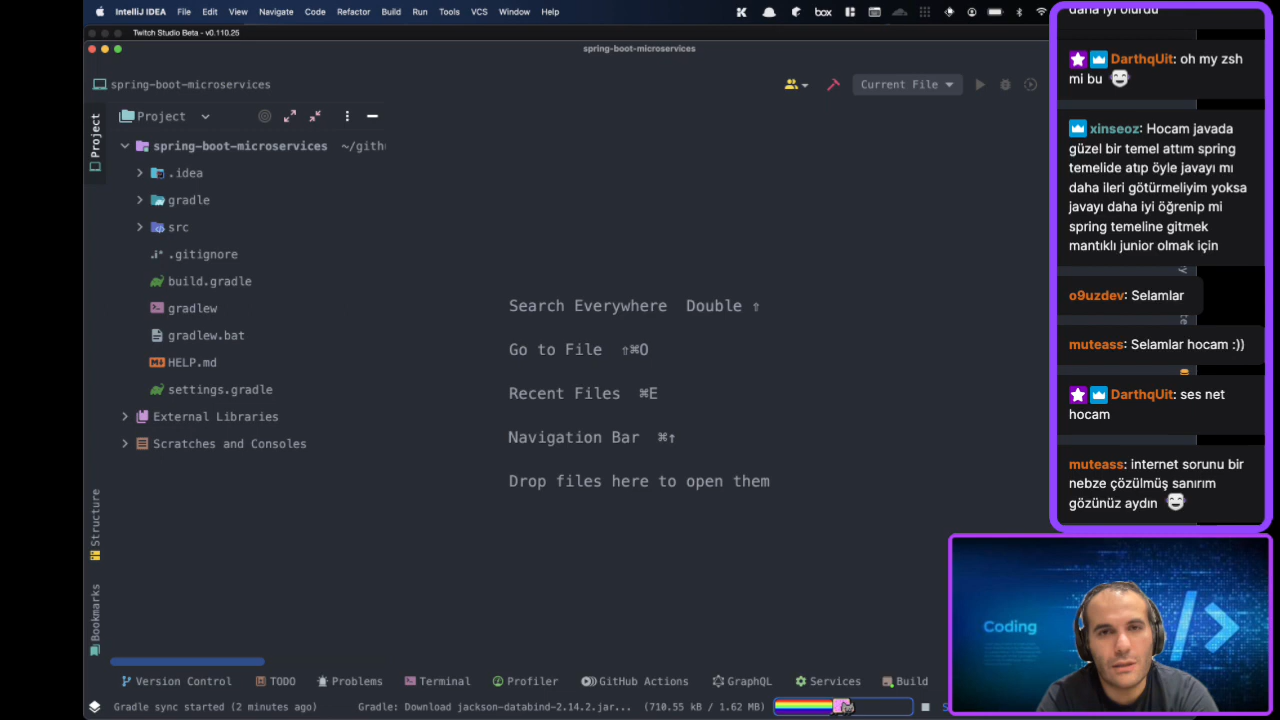 IntelliJ IDEA File Edit View Navigate Code Refactor Build Run Tools VCS Window Help
box
Twitch Studio Beta - v0.110.25
spring-boot-microservices
spring-boot-microservices
Current File
Project
Project
spring-boot-microservices
.idea
gradle
src
.gitignore
build.gradle
gradlew
gradlew.bat
HELP.md
settings.gradle
External Libraries
Scratches and Consoles
Structure
Bookmarks
Search Everywhere Double ⇧
Go to File ⇧⌘O
Recent Files ⌘E
Navigation Bar ⌘↑
Drop files here to open them
Version Control
TODO
Problems
Terminal
Profiler
GitHub Actions
GraphQL
Services
Build
Gradle sync started (2 minutes ago)
Gradle: Download jackson-databind-2.14.2.jar... (710.55 kB / 1.62 MB)
daha iyi olurdu
DarthqUit: oh my zsh
mi bu
xinseoz: Hocam javada
güzel bir temel attım spring
temelide atıp öyle javayı mı
daha ileri götürmeliyim yoksa
javayı daha iyi öğrenip mi
spring temeline gitmek
mantıklı junior olmak için
o9uzdev: Selamlar
muteass: Selamlar hocam :))
DarthqUit: ses net
hocam
muteass: internet sorunu bir
nebze çözülmüş sanırım
gözünüz aydın
Coding